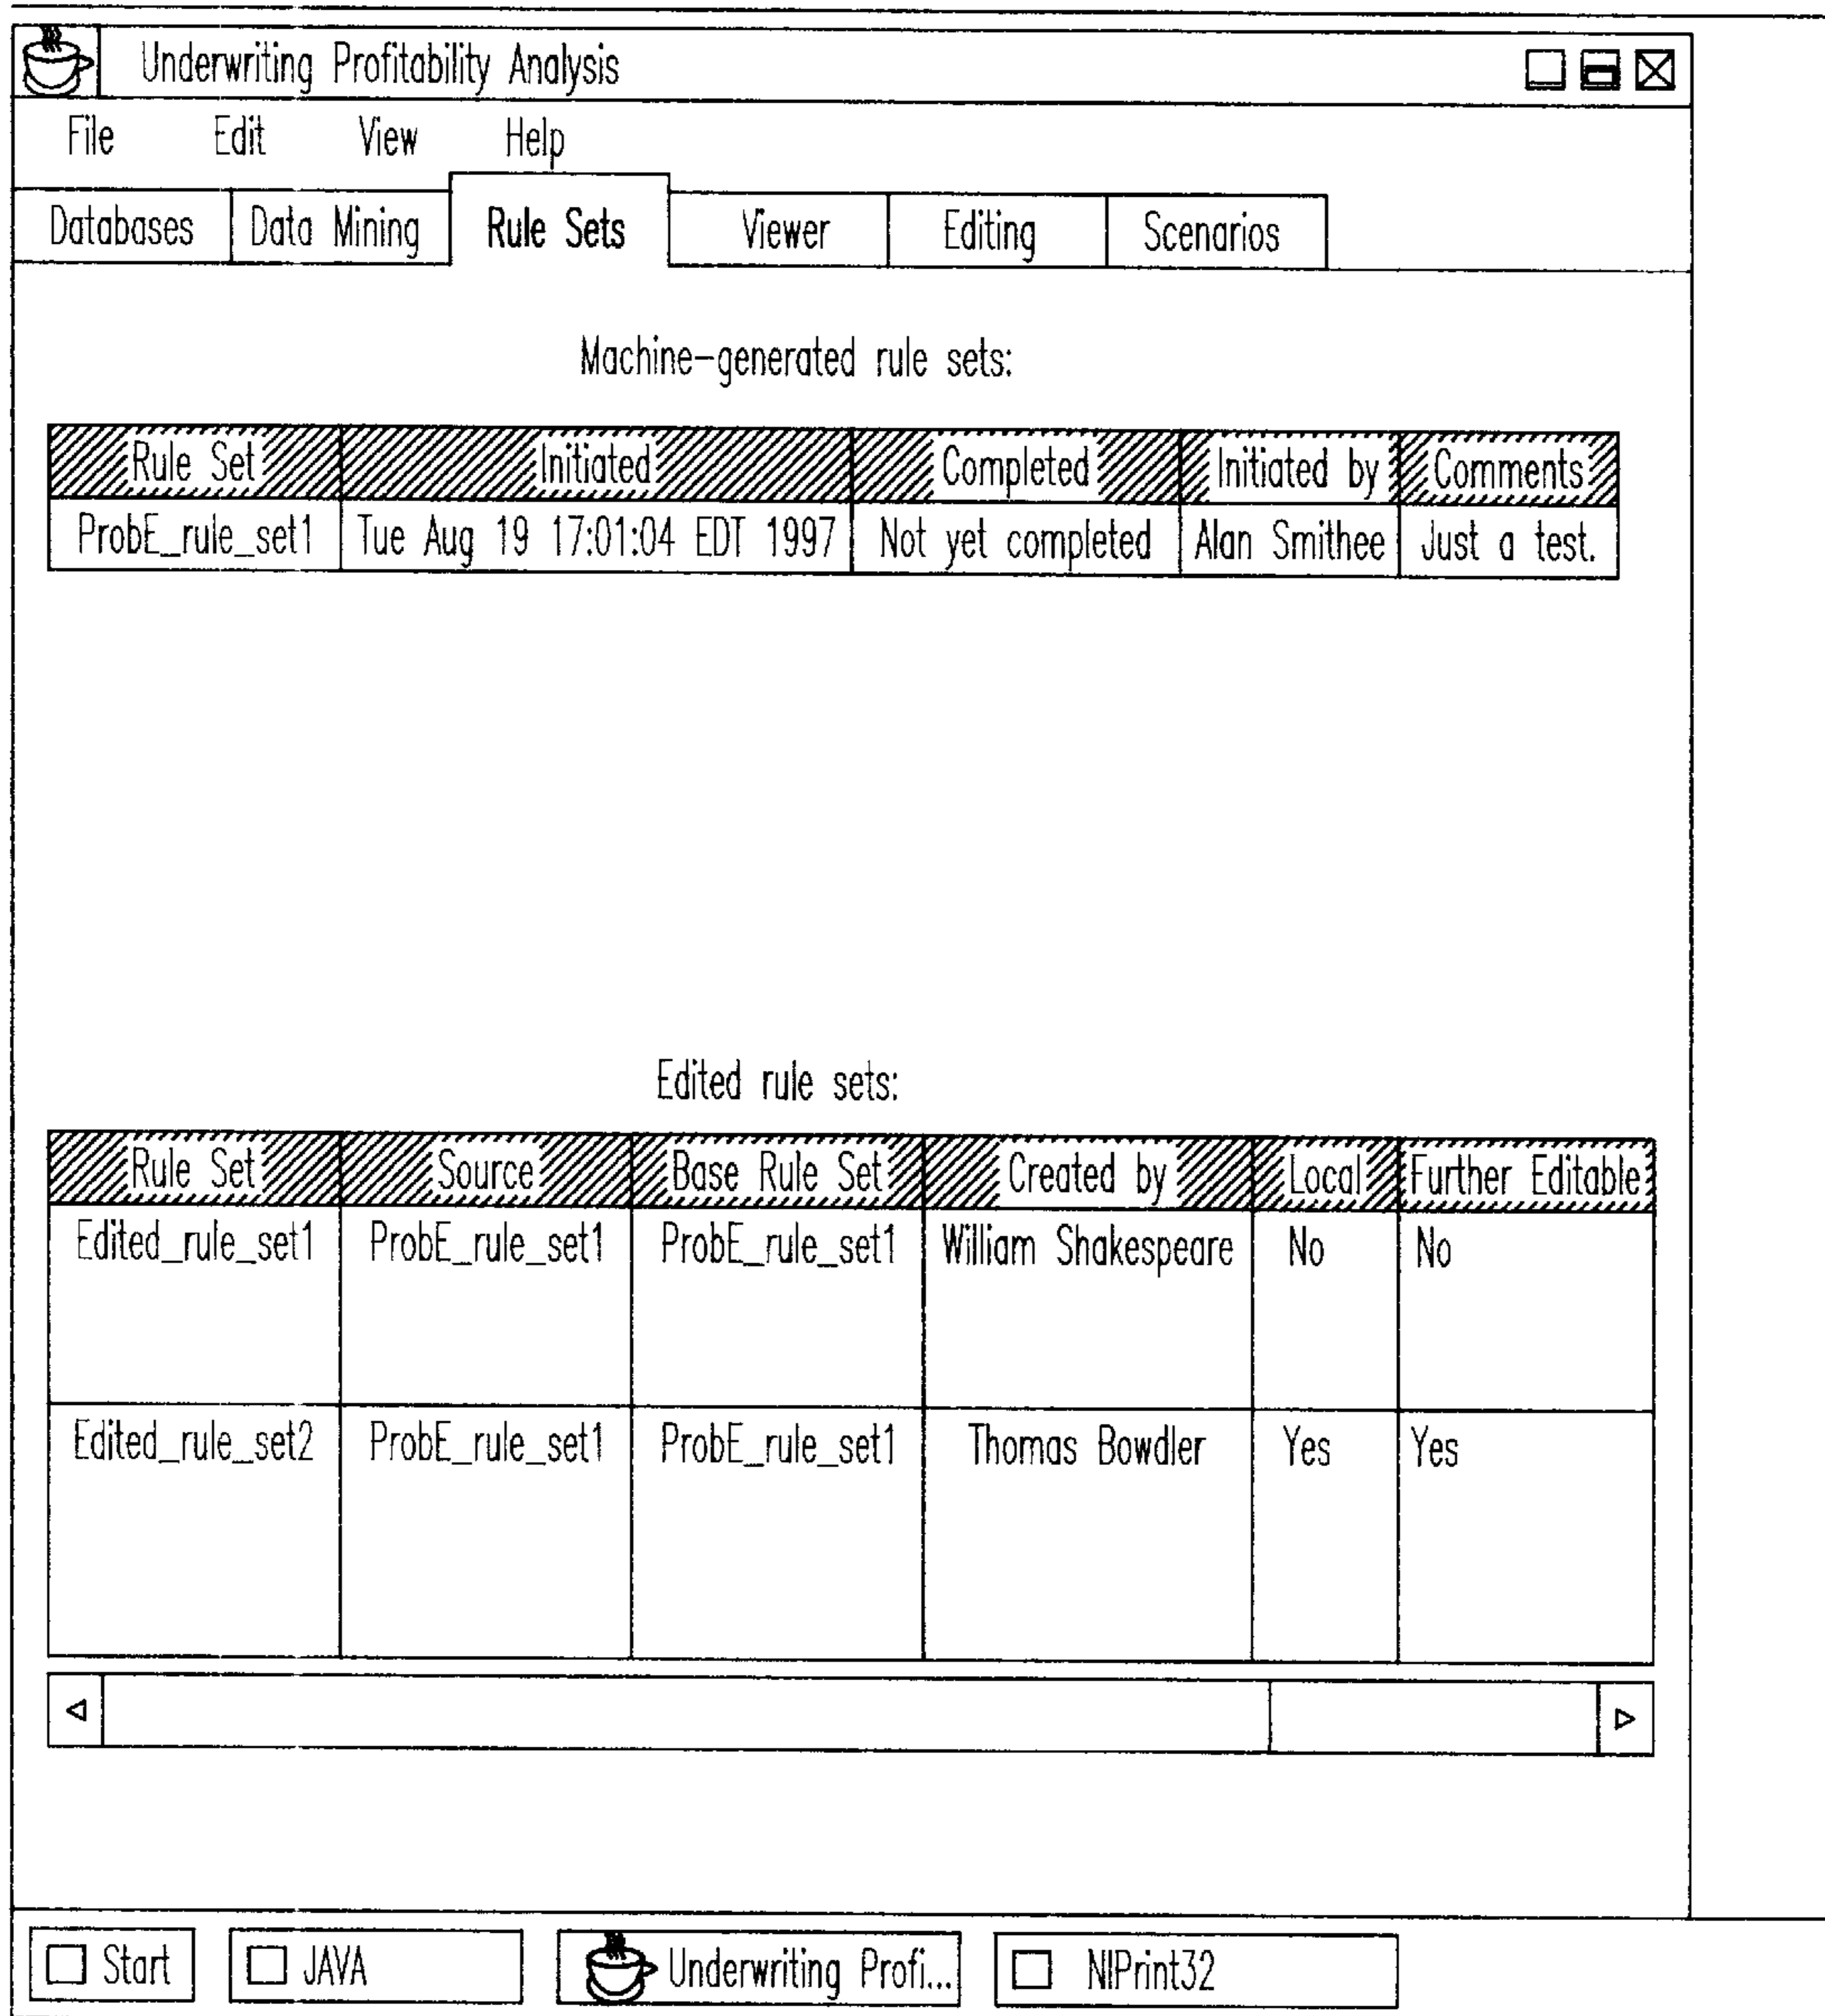 Underwriting Profitability Analysis
File Edit View Help
Databases Data Mining Rule Sets Viewer Editing Scenarios
Machine-generated rule sets:
Rule Set Initiated Completed Initiated by Comments
ProbE_rule_set1 Tue Aug 19 17:01:04 EDT 1997 Not yet completed Alan Smithee Just a test.
Edited rule sets:
Rule Set Source Base Rule Set Created by Local Further Editable
Edited_rule_set1 ProbE_rule_set1 ProbE_rule_set1 William Shakespeare No No
Edited_rule_set2 ProbE_rule_set1 ProbE_rule_set1 Thomas Bowdler Yes Yes
Start JAVA Underwriting Profi... NIPrint32